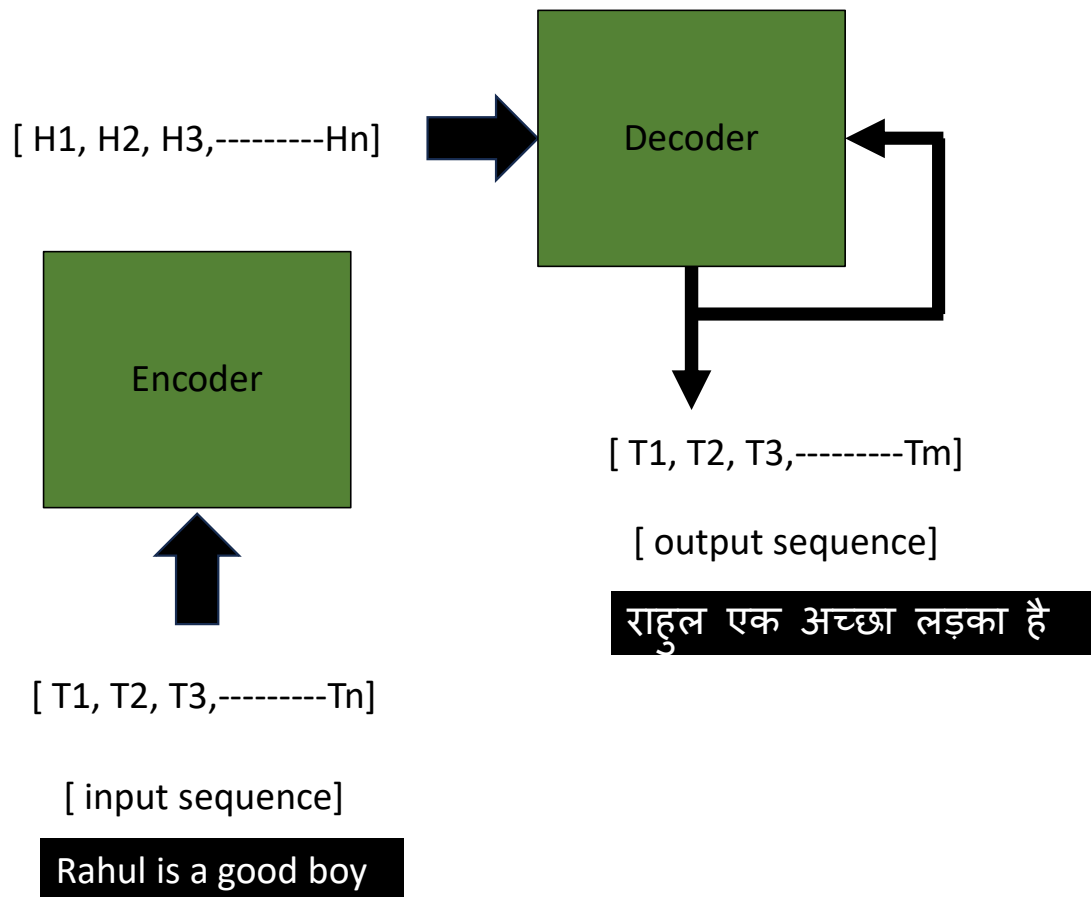 [ H1, H2, H3,---------Hn]
Decoder
Encoder
[ T1, T2, T3,---------Tm]
[ output sequence]
राहुल एक अच्छा लड़का है
[ T1, T2, T3,---------Tn]
[ input sequence]
Rahul is a good boy